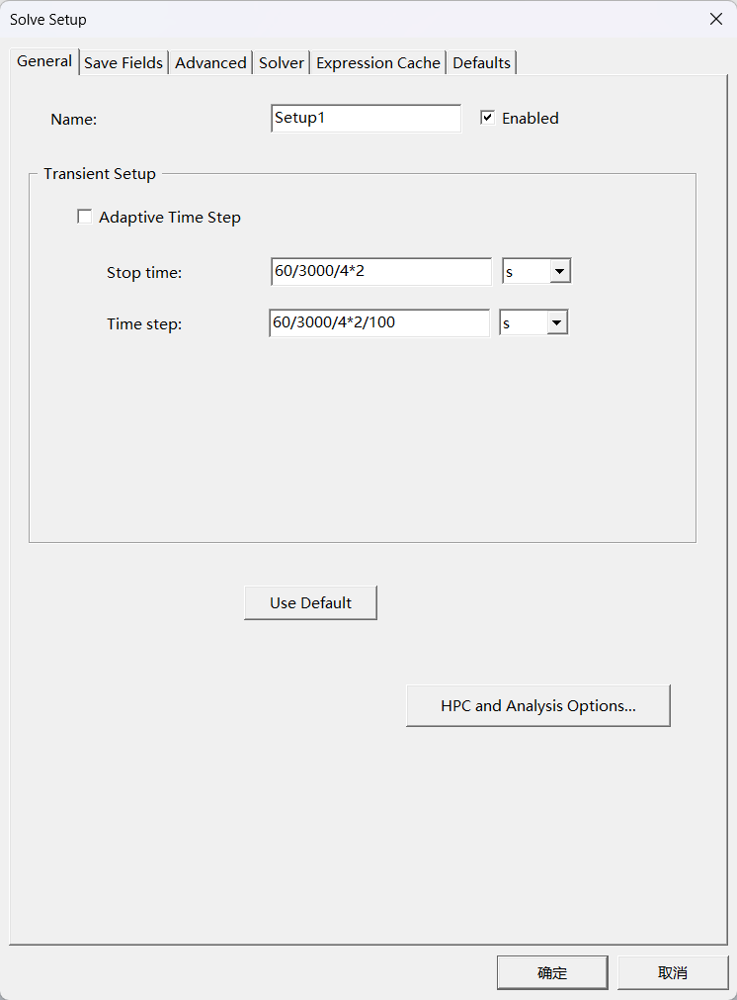 Solve Setup
General Save Fields Advanced Solver Expression Cache Defaults
Name: Setup1 Enabled
Transient Setup
Adaptive Time Step
Stop time: 60/3000/4*2 s
Time step: 60/3000/4*2/100 s
Use Default
HPC and Analysis Options...
确定 取消